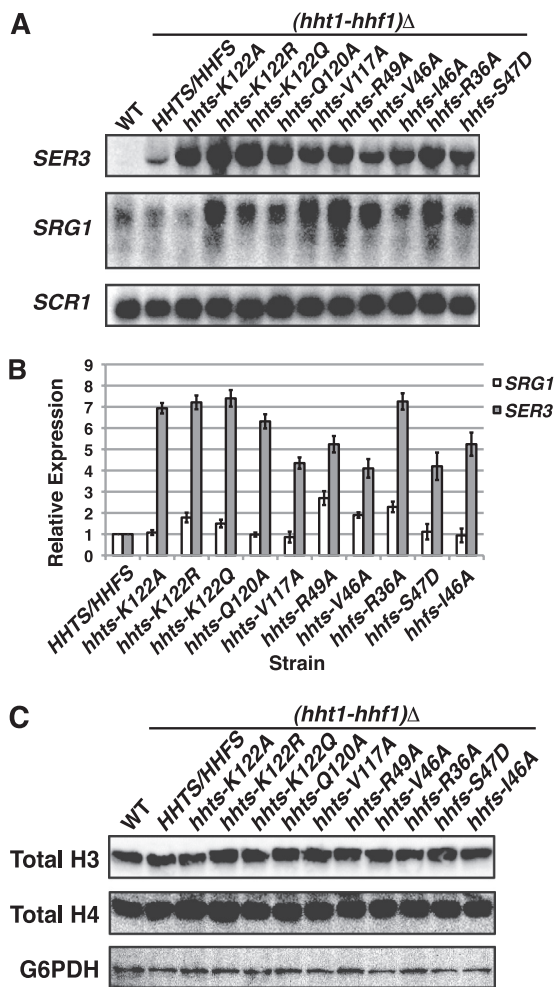 A
(hht1-hhf1)Δ
WT
HHTS/HHFS
hhts-K122A
hhts-K122R
hhts-K122Q
hhts-Q120A
hhts-V117A
hhts-R49A
hhts-V46A
hhfs-I46A
hhfs-R36A
hhfs-S47D
SER3
SRG1
SCR1
B
9
8
7
6
5
4
3
2
1
0
Relative Expression
SRG1
SER3
HHTS/HHFS
hhts-K122A
hhts-K122R
hhts-K122Q
hhts-Q120A
hhts-V117A
hhts-R49A
hhts-V46A
hhfs-R36A
hhfs-S47D
hhfs-I46A
Strain
C
(hht1-hhf1)Δ
WT
HHTS/HHFS
hhts-K122A
hhts-K122R
hhts-K122Q
hhts-Q120A
hhts-V117A
hhts-R49A
hhts-V46A
hhfs-R36A
hhfs-S47D
hhfs-I46A
Total H3
Total H4
G6PDH